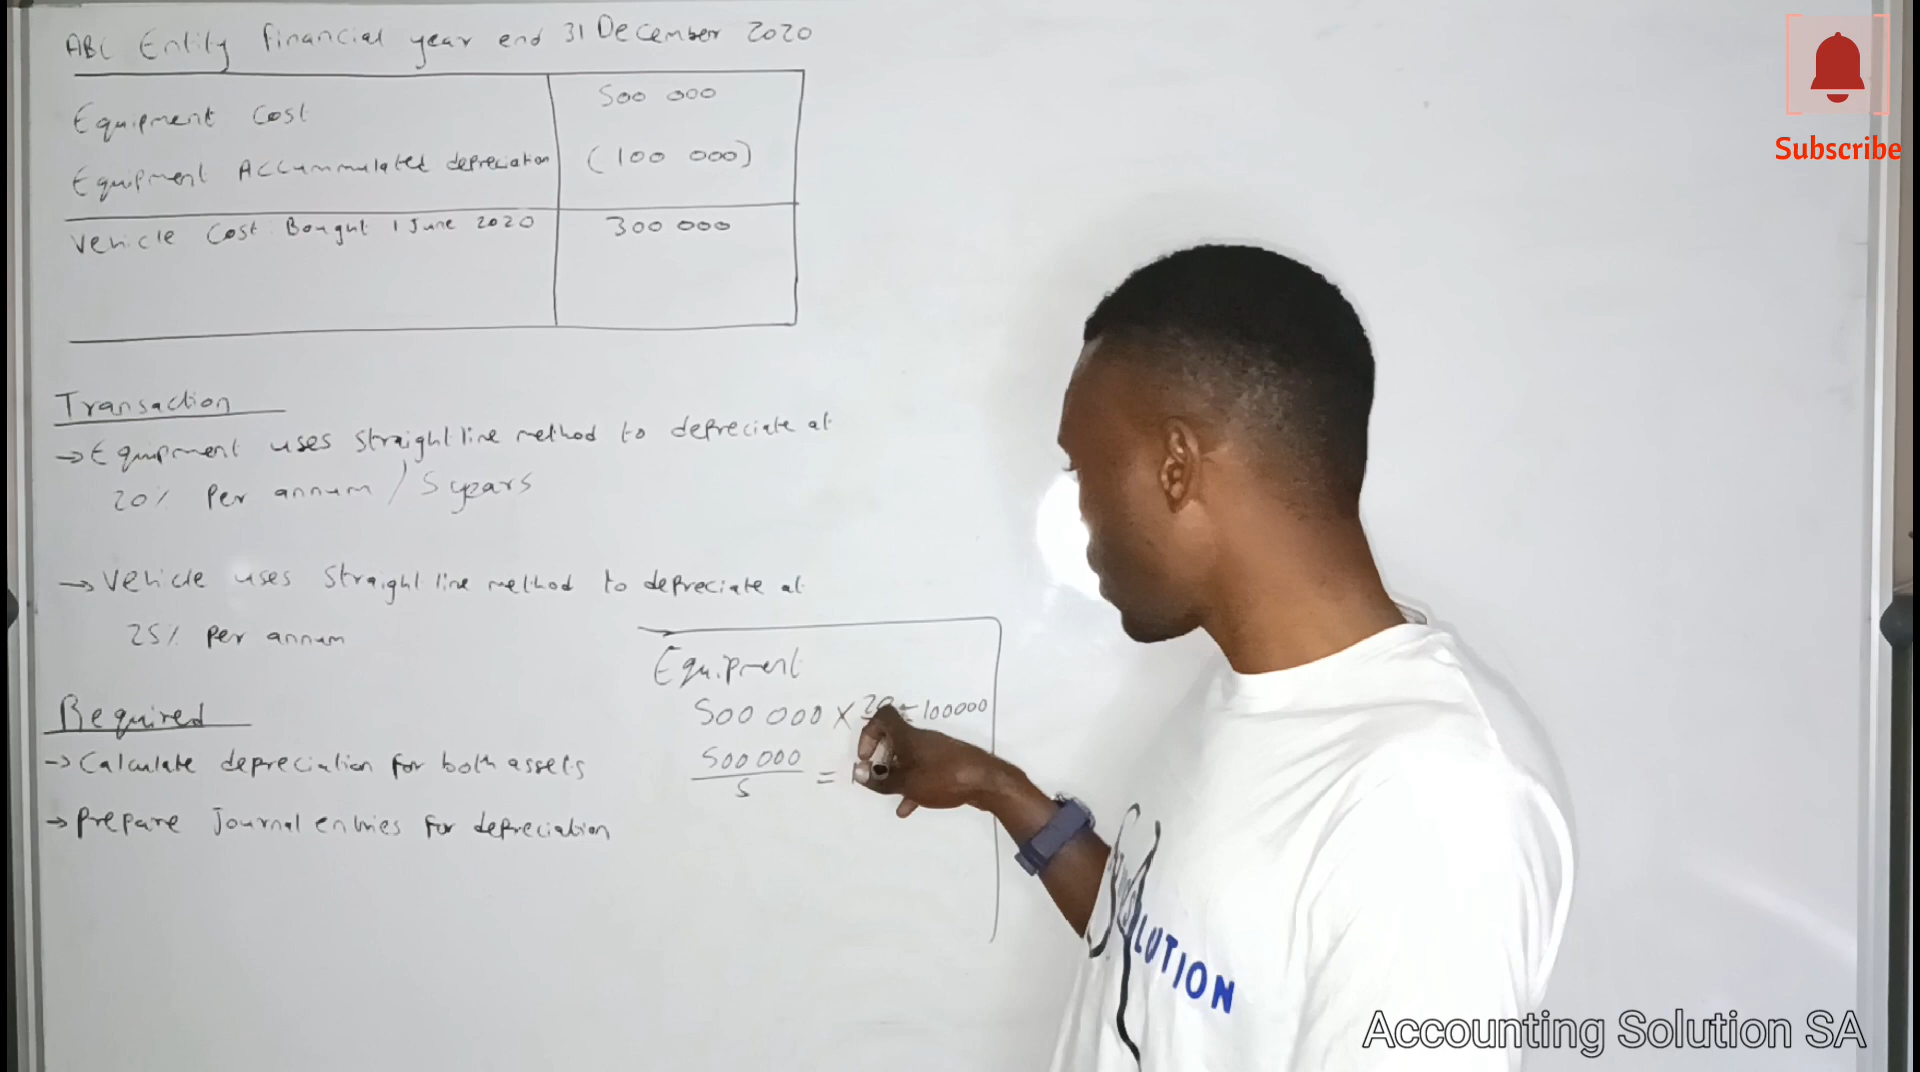 ABC Entity financial year end 31 December 2020
Equipment Cost 500 000
Equipment Accummulated depreciation (100 000)
Vehicle Cost: Bought 1 June 2020 300 000
Transaction
→ Equipment uses straight line method to depreciate at
20% Per annum / 5 years
→ Vehicle uses straight line method to depreciate at
25% Per annum
Required
→ Calculate depreciation for both assets
→ Prepare Journal entries for depreciation
Equipment
500 000 × 20 = 100000
500 000
5
=
LUTION
Subscribe
Accounting Solution SA